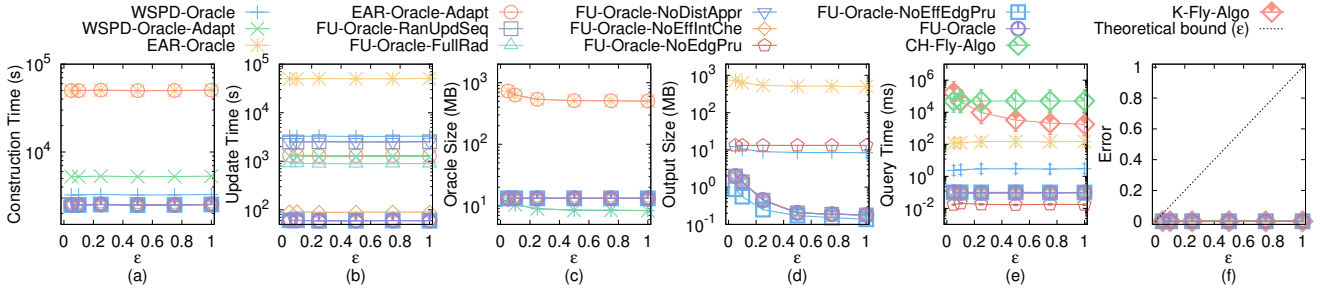 WSPD-Oracle
WSPD-Oracle-Adapt
EAR-Oracle
EAR-Oracle-Adapt
FU-Oracle-RanUpdSeq
FU-Oracle-FullRad
FU-Oracle-NoDistAppr
FU-Oracle-NoEffIntChe
FU-Oracle-NoEdgPru
FU-Oracle-NoEffEdgPru
FU-Oracle
CH-Fly-Algo
K-Fly-Algo
Theoretical bound (ε)
Construction Time (s)
10^5
10^4
0 0.2 0.4 0.6 0.8 1
ε
(a)
Update Time (s)
10^5
10^4
10^3
10^2
0 0.2 0.4 0.6 0.8 1
ε
(b)
Oracle Size (MB)
10^3
10^2
10^1
0 0.2 0.4 0.6 0.8 1
ε
(c)
Output Size (MB)
10^3
10^2
10^1
10^0
10^-1
0 0.2 0.4 0.6 0.8 1
ε
(d)
Query Time (ms)
10^6
10^4
10^2
10^0
10^-2
0 0.2 0.4 0.6 0.8 1
ε
(e)
Error
1
0.8
0.6
0.4
0.2
0
0 0.2 0.4 0.6 0.8 1
ε
(f)